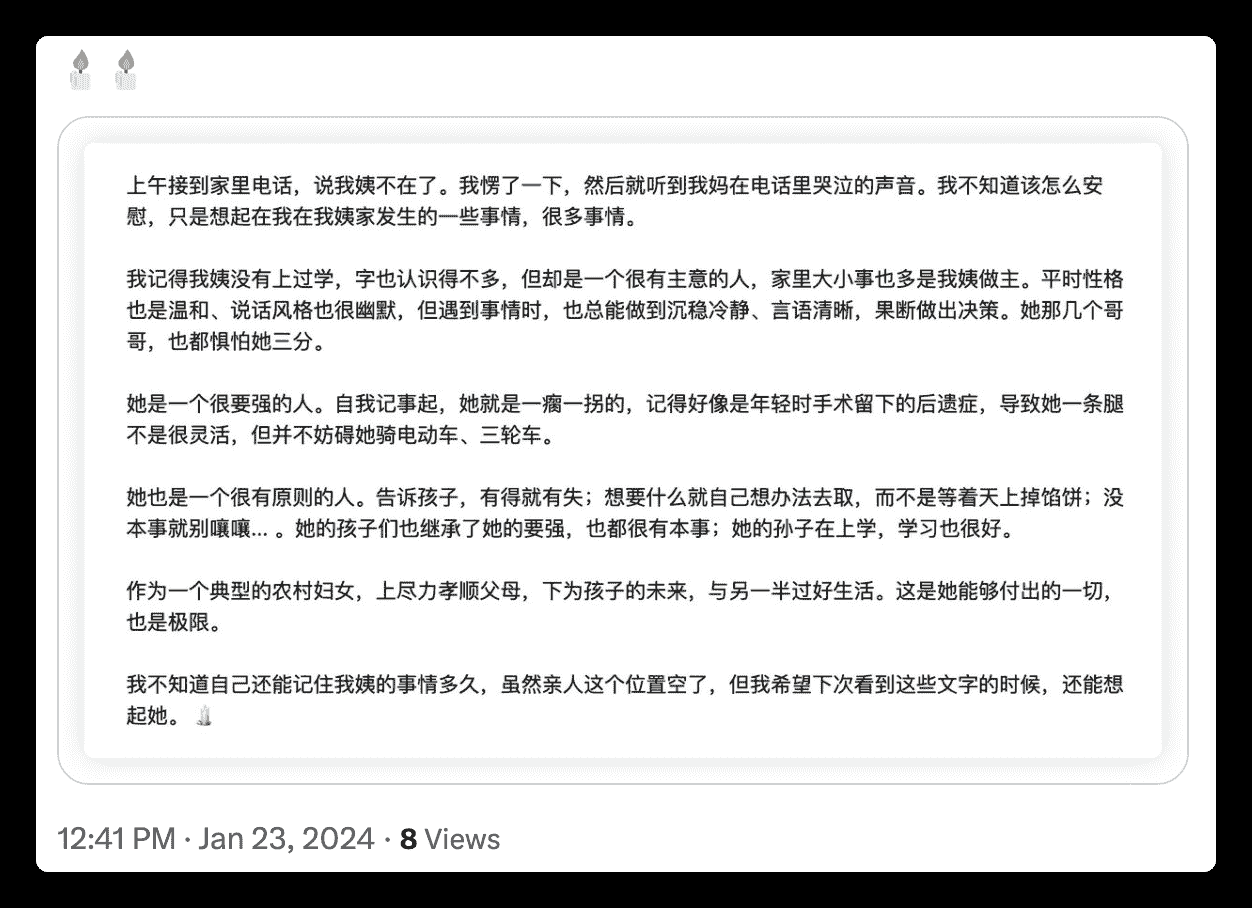 🕯 🕯
上午接到家里电话，说我姨不在了。我愣了一下，然后就听到我妈在电话里哭泣的声音。我不知道该怎么安
慰，只是想起在我在我姨家发生的一些事情，很多事情。
我记得我姨没有上过学，字也认识得不多，但却是一个很有主意的人，家里大小事也多是我姨做主。平时性格
也是温和、说话风格也很幽默，但遇到事情时，也总能做到沉稳冷静、言语清晰，果断做出决策。她那几个哥
哥，也都惧怕她三分。
她是一个很要强的人。自我记事起，她就是一瘸一拐的，记得好像是年轻时手术留下的后遗症，导致她一条腿
不是很灵活，但并不妨碍她骑电动车、三轮车。
她也是一个很有原则的人。告诉孩子，有得就有失；想要什么就自己想办法去取，而不是等着天上掉馅饼；没
本事就别嚷嚷... 。她的孩子们也继承了她的要强，也都很有本事；她的孙子在上学，学习也很好。
作为一个典型的农村妇女，上尽力孝顺父母，下为孩子的未来，与另一半过好生活。这是她能够付出的一切，
也是极限。
我不知道自己还能记住我姨的事情多久，虽然亲人这个位置空了，但我希望下次看到这些文字的时候，还能想
起她。🕯
12:41 PM · Jan 23, 2024 · 8 Views